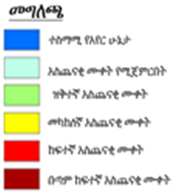 መግለጫ
ተስማሚ የአየር ሁኔታ
አስጨናቂ ሙቀት የሚጀምርበት
ዝቅተኛ አስጨናቂ ሙቀት
መካከለኛ አስጨናቂ ሙቀት
ከፍተኛ አስጨናቂ ሙቀት
በጣም ከፍተኛ አስጨናቂ ሙቀት